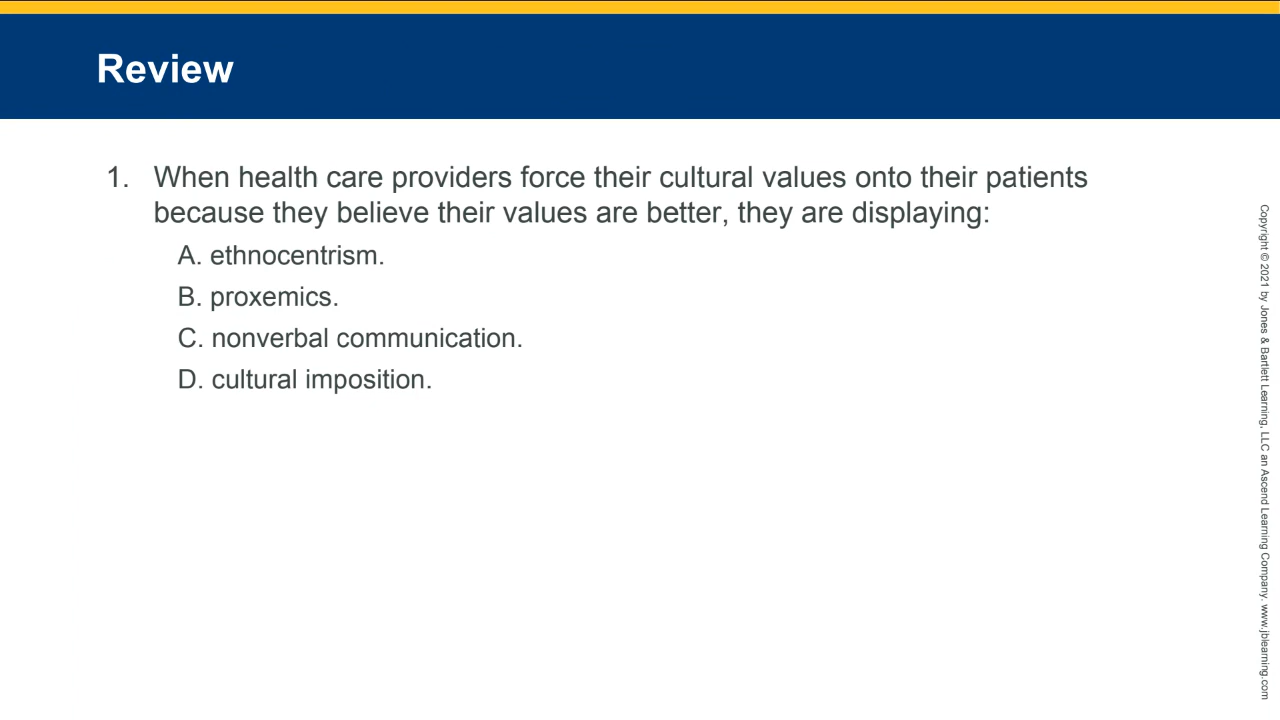 Review
1. When health care providers force their cultural values onto their patients
because they believe their values are better, they are displaying:
A. ethnocentrism.
B. proxemics.
C. nonverbal communication.
D. cultural imposition.
Copyright © 2021 by Jones & Bartlett Learning, LLC an Ascend Learning Company. www.jblearning.com